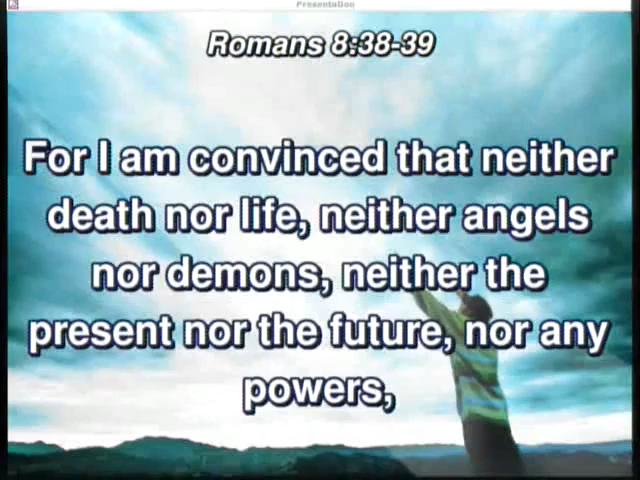 Presentation
Romans 8:38-39
For I am convinced that neither
death nor life, neither angels
nor demons, neither the
present nor the future, nor any
powers,